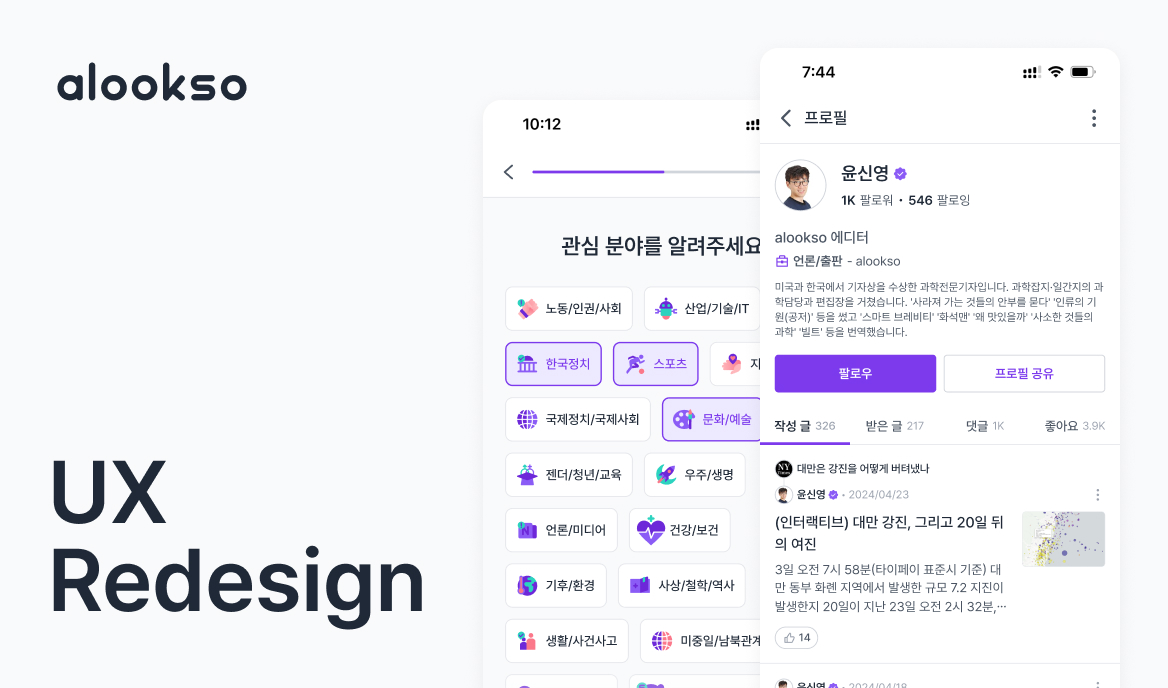 alookso
UX
Redesign
10:12
관심 분야를 알려주세요
노동/인권/사회
산업/기술/IT
한국정치
스포츠
국제정치/국제사회
문화/예술
젠더/청년/교육
우주/생명
언론/미디어
건강/보건
기후/환경
사상/철학/역사
생활/사건사고
미중일/남북관계
7:44
프로필
윤신영
1K 팔로워 • 546 팔로잉
alookso 에디터
언론/출판 - alookso
미국과 한국에서 기자상을 수상한 과학전문기자입니다. 과학잡지·일간지의 과
학담당과 편집장을 거쳤습니다. '사라져 가는 것들의 안부를 묻다' '인류의 기
원(공저)' 등을 썼고 '스마트 브레비티' '화석맨' '왜 맛있을까' '사소한 것들의
과학' '빌트' 등을 번역했습니다.
팔로우
프로필 공유
작성 글 326
받은 글 217
댓글 1K
좋아요 3.9K
대만은 강진을 어떻게 버텨냈나
윤신영 • 2024/04/23
(인터랙티브) 대만 강진, 그리고 20일 뒤
의 여진
3일 오전 7시 58분(타이페이 표준시 기준) 대
만 동부 화롄 지역에서 발생한 규모 7.2 지진이
발생한지 20일이 지난 23일 오전 2시 32분,…
14
윤신영 • 2024/04/18